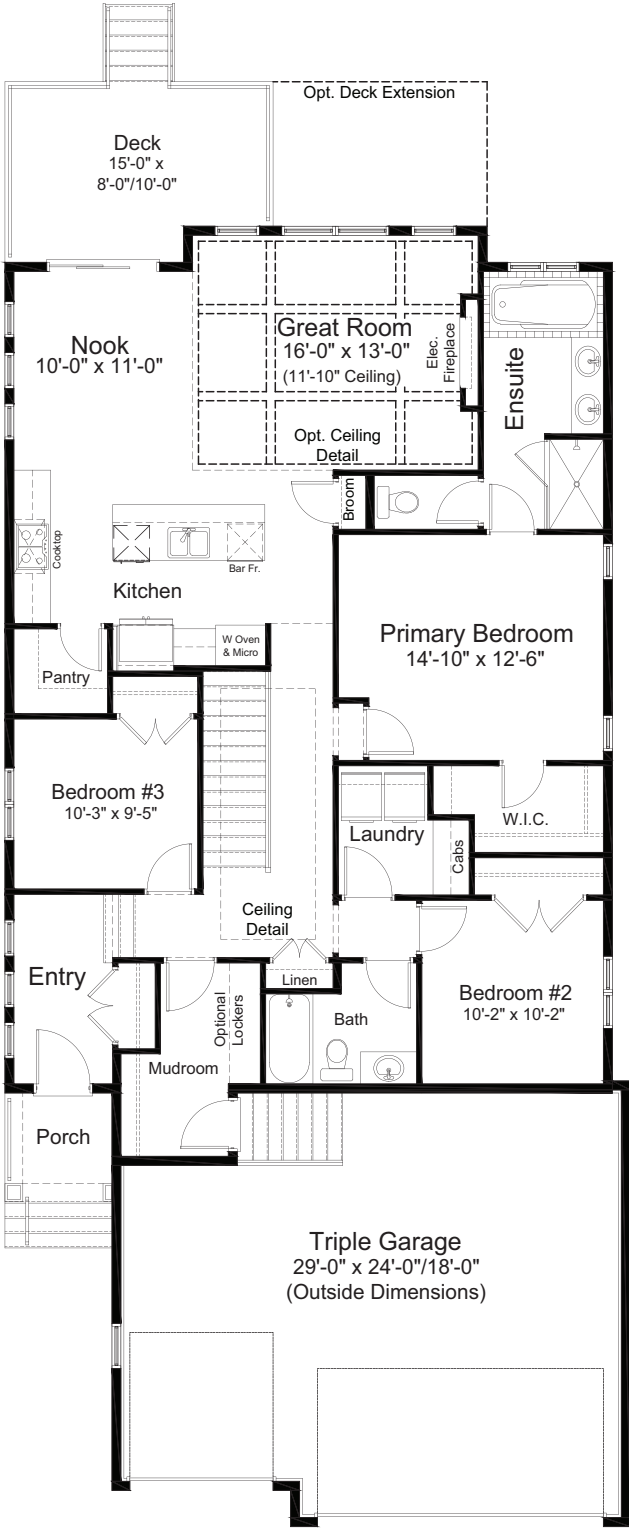 Opt. Deck Extension
Deck
15'-0" x
8'-0"/10'-0"
Great Room
16'-0" x 13'-0"
(11'-10" Ceiling)
Elec.
Fireplace
Nook
10'-0" x 11'-0"
Ensuite
Opt. Ceiling
Detail
Broom
Cooktop
Bar Fr.
Kitchen
W Oven
& Micro
Primary Bedroom
14'-10" x 12'-6"
Pantry
Bedroom #3
10'-3" x 9'-5"
W.I.C.
Laundry
Cabs
Ceiling
Detail
Entry
Linen
Bedroom #2
10'-2" x 10'-2"
Optional
Lockers
Bath
Mudroom
Porch
Triple Garage
29'-0" x 24'-0"/18'-0"
(Outside Dimensions)